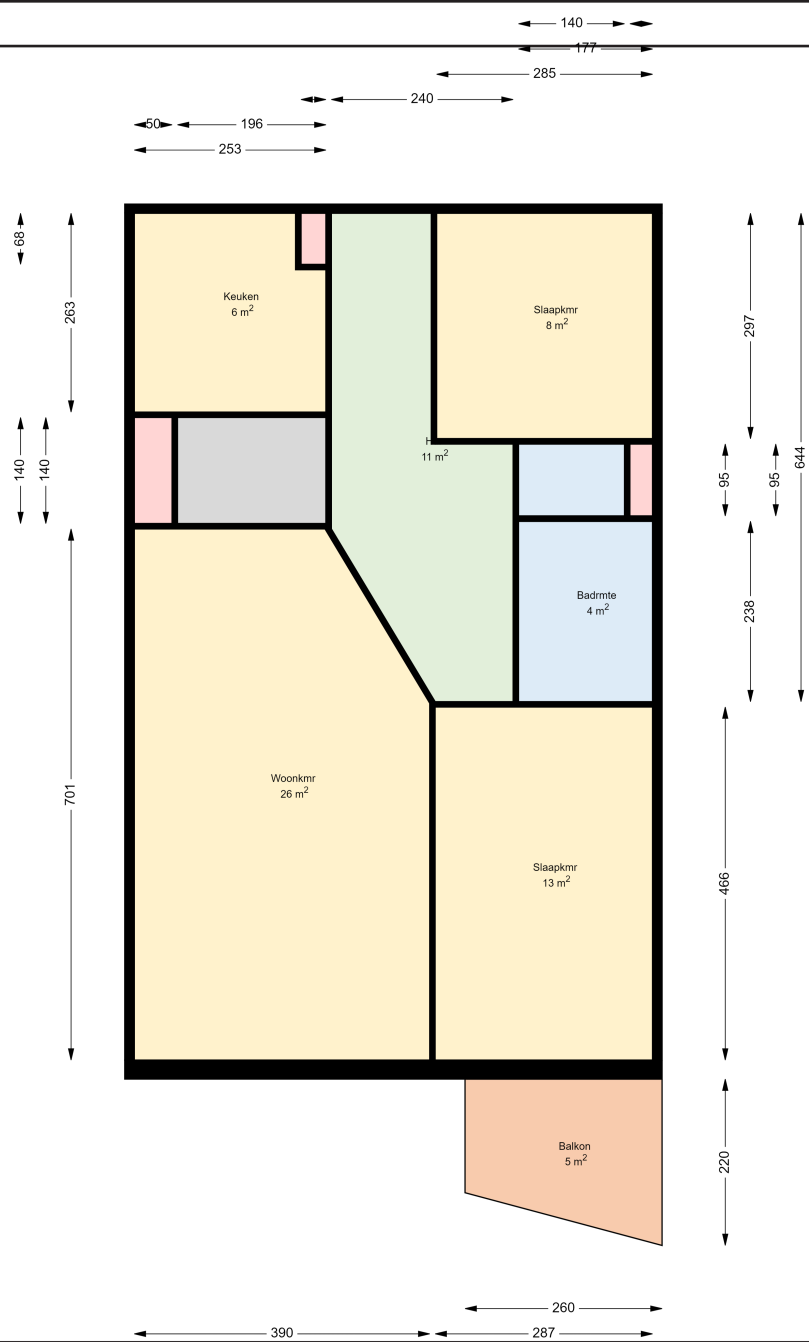 140
177
285
240
50
196
253
68
263
297
644
Keuken
6 m²
Slaapkmr
8 m²
H
11 m²
140
140
95
95
238
Badrmte
4 m²
701
466
Woonkmr
26 m²
Slaapkmr
13 m²
Balkon
5 m²
220
260
390
287